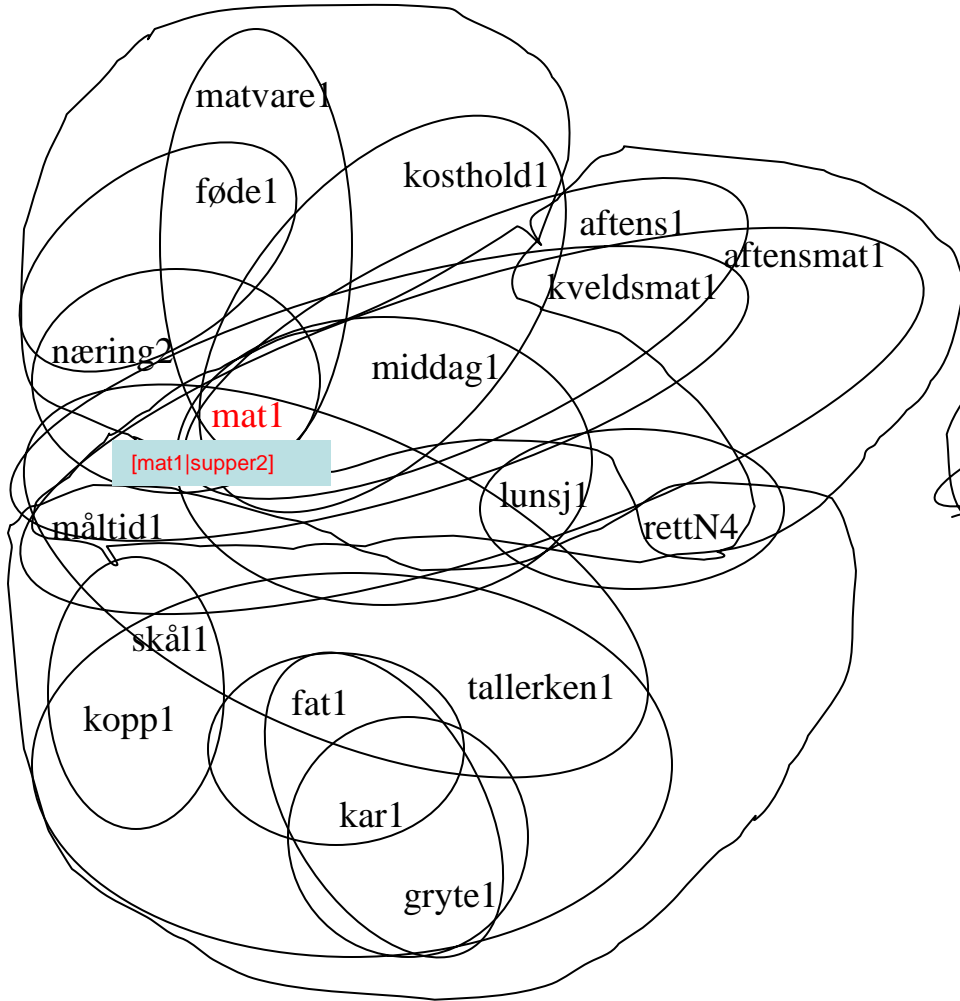 matvare1
føde1
kosthold1
aftens1
aftensmat1
kveldsmat1
næring2
middag1
mat1
[mat1|supper2]
lunsj1
måltid1
rettN4
skål1
tallerken1
fat1
kopp1
kar1
gryte1